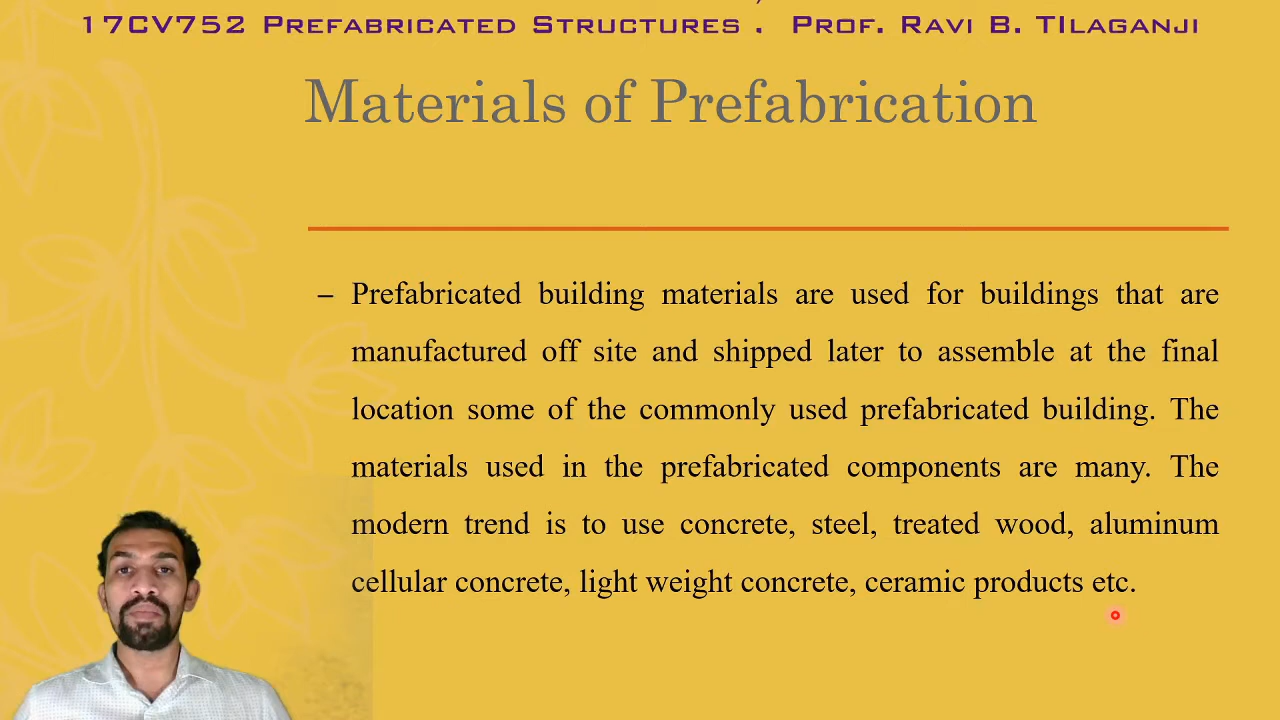 17CV752 PREFABRICATED STRUCTURES . PROF. RAVI B. TILAGANJI
Materials of Prefabrication
– Prefabricated building materials are used for buildings that are
manufactured off site and shipped later to assemble at the final
location some of the commonly used prefabricated building. The
materials used in the prefabricated components are many. The
modern trend is to use concrete, steel, treated wood, aluminum
cellular concrete, light weight concrete, ceramic products etc.